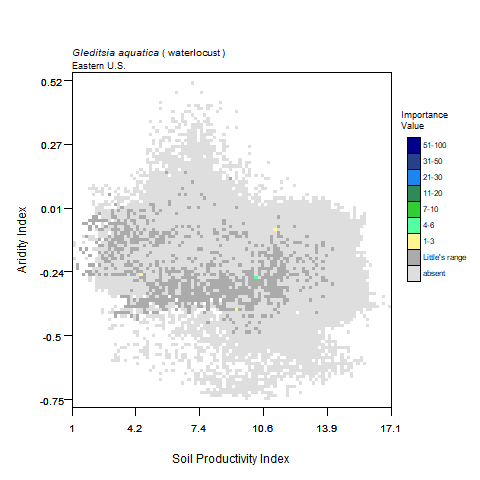 Gleditsia aquatica ( waterlocust )
Eastern U.S.
0.52
0.27
0.01
-0.24
-0.5
-0.75
Aridity Index
1 4.2 7.4 10.6 13.9 17.1
Soil Productivity Index
Importance
Value
51-100
31-50
21-30
11-20
7-10
4-6
1-3
Little's range
absent